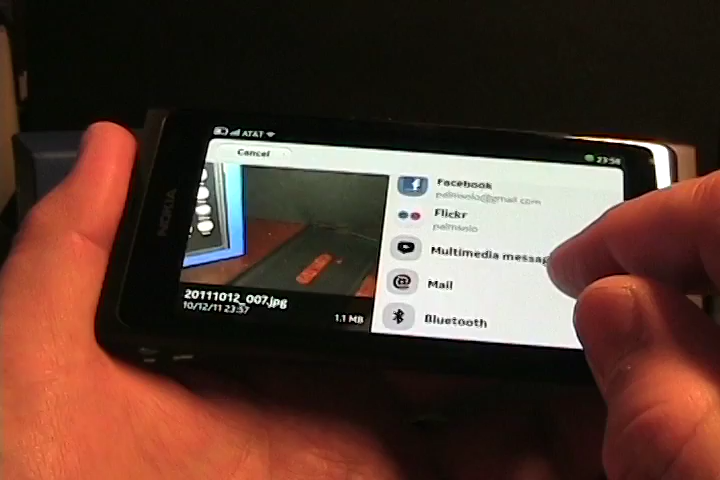 AT&T
23:58
Cancel
NOKIA
Facebook
palmsolo@gmail.com
Flickr
palmsolo
Multimedia messag
Mail
Bluetooth
20111012_007.jpg
10/12/11 23:57
1.1 MB